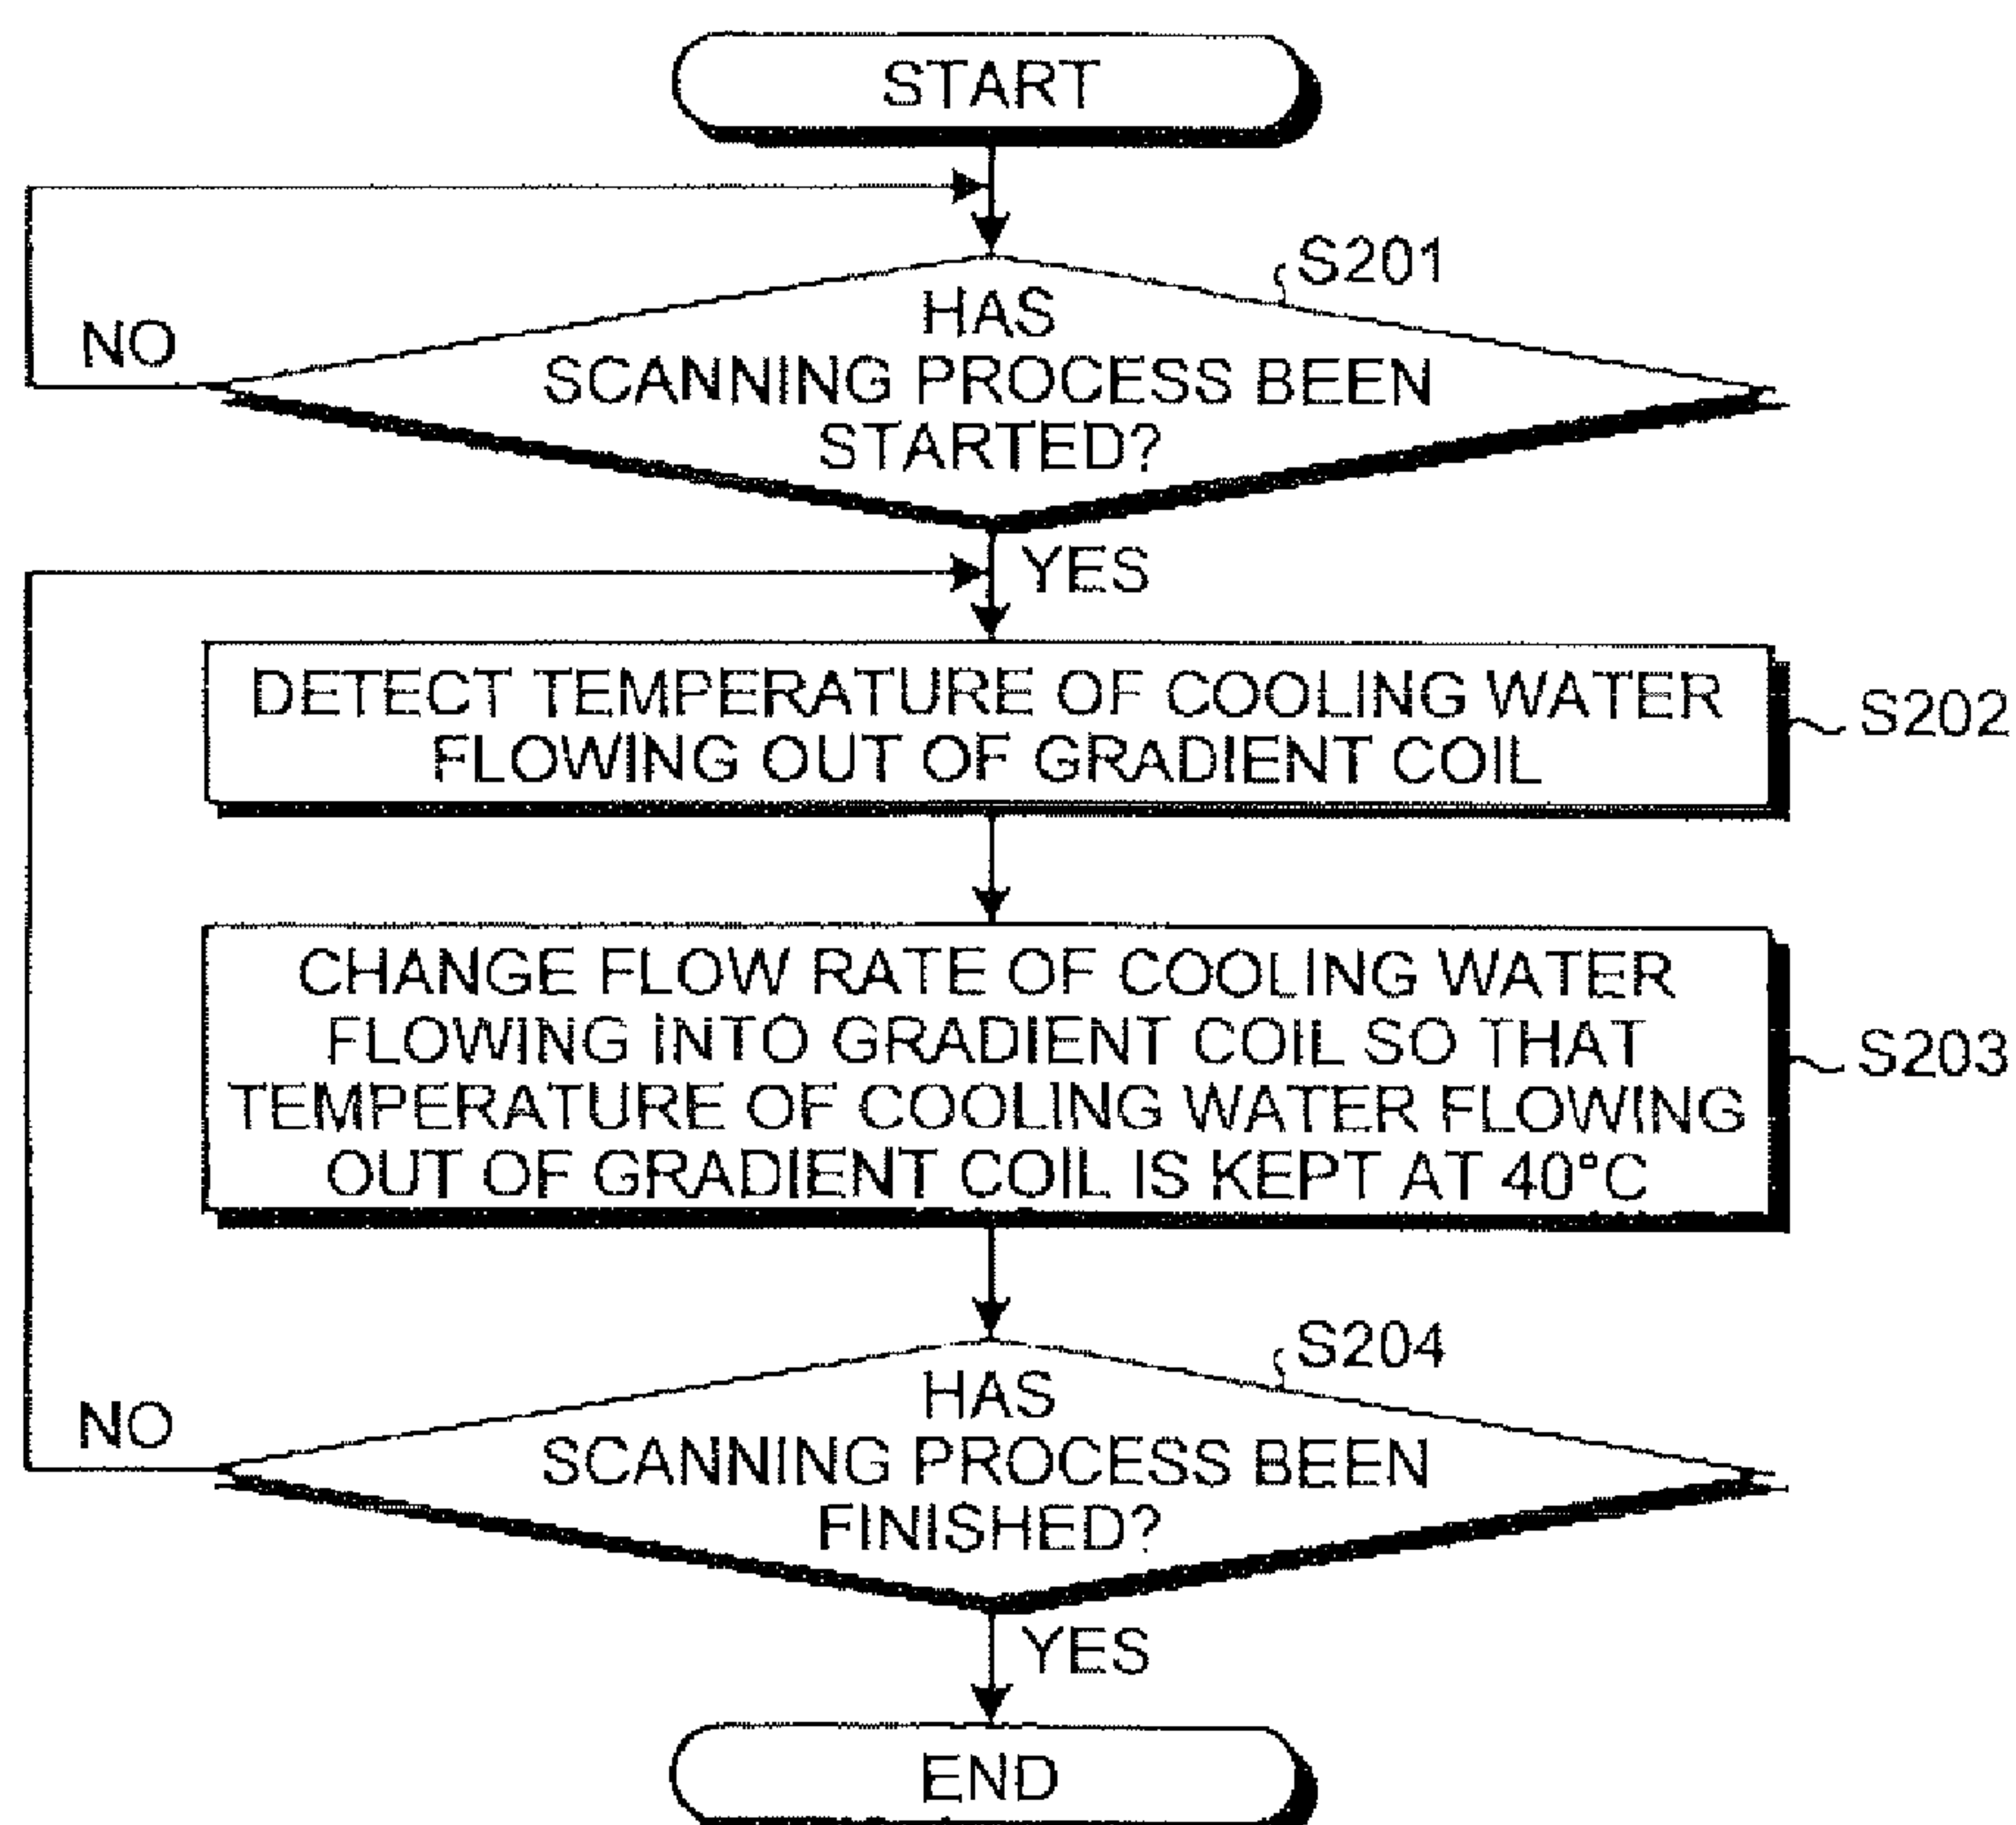 START
S201
HAS
SCANNING PROCESS BEEN
STARTED?
NO
YES
DETECT TEMPERATURE OF COOLING WATER
FLOWING OUT OF GRADIENT COIL
S202
CHANGE FLOW RATE OF COOLING WATER
FLOWING INTO GRADIENT COIL SO THAT
TEMPERATURE OF COOLING WATER FLOWING
OUT OF GRADIENT COIL IS KEPT AT 40°C
S203
S204
HAS
SCANNING PROCESS BEEN
FINISHED?
NO
YES
END